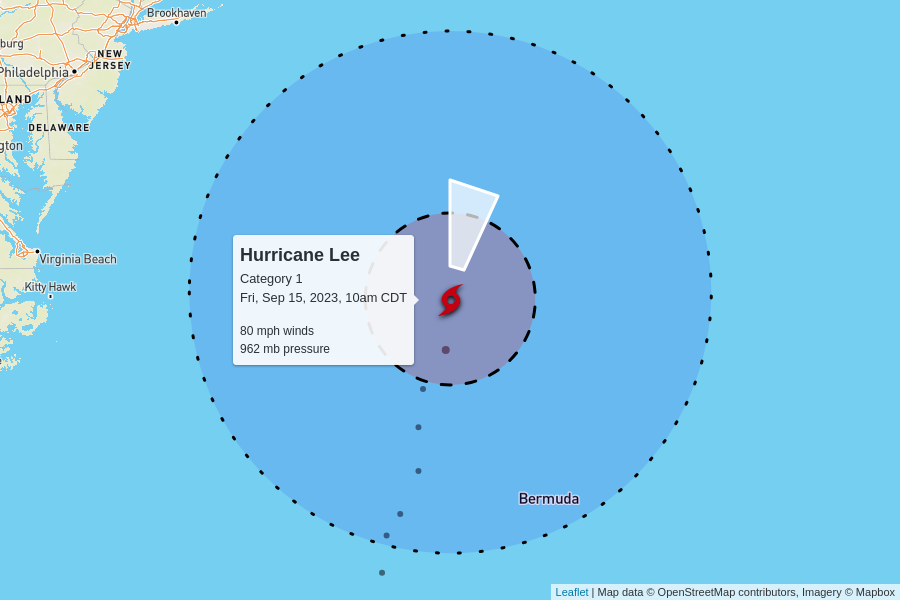 Brookhaven
burg
NEW
JERSEY
Philadelphia
LAND
DELAWARE
gton
Hurricane Lee
Virginia Beach
Category 1
Kitty Hawk
Fri, Sep 15, 2023, 10am CDT
80 mph winds
962 mb pressure
Bermuda
Leaflet | Map data © OpenStreetMap contributors, Imagery © Mapbox